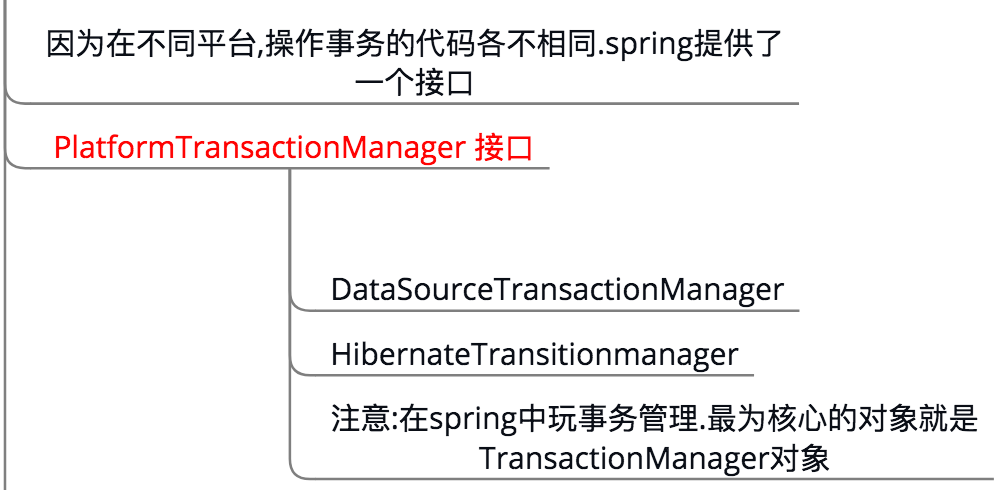 因为在不同平台,操作事务的代码各不相同.spring提供了
一个接口
PlatformTransactionManager 接口
DataSourceTransactionManager
HibernateTransitionmanager
注意:在spring中玩事务管理.最为核心的对象就是
TransactionManager对象